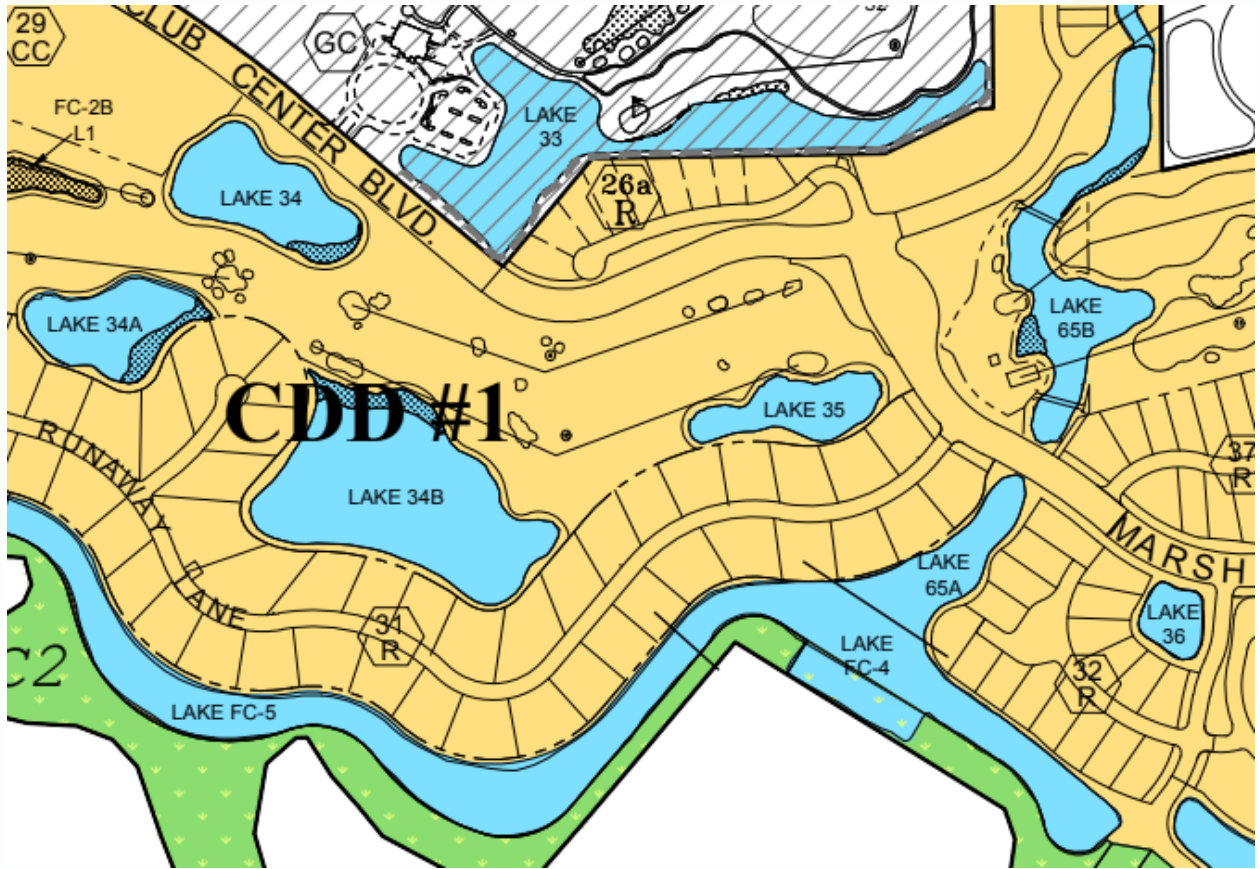 29
CC
CLUB CENTER BLVD.
GC
FC-2B
L1
LAKE
33
LAKE 34
26a
R
LAKE 34A
LAKE
65B
CDD #1
LAKE 35
RUNAWAY LANE
LAKE 34B
37
R
MARSH
LAKE
65A
LAKE
36
31
R
LAKE
FC-4
32
R
C2
LAKE FC-5